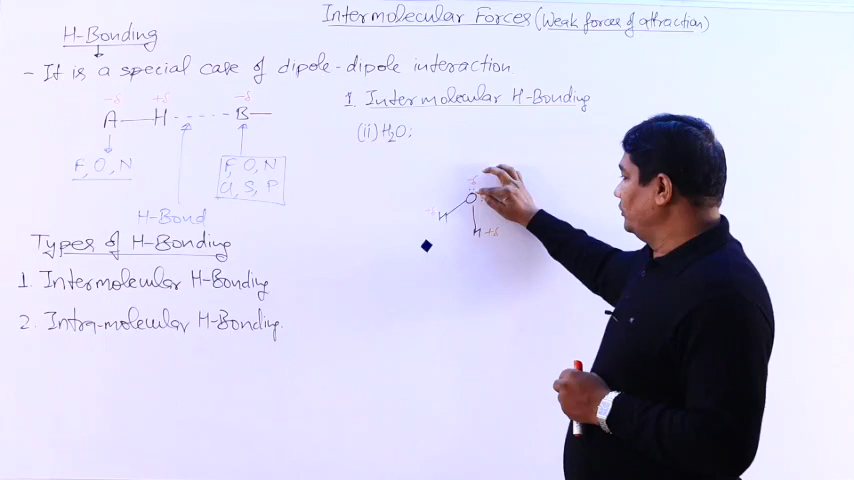 Intermolecular Forces (Weak forces of attraction)
H-Bonding
- It is a special case of dipole-dipole interaction
-δ +δ -δ
A—H-----B—
F, O, N
F, O, N
Cl, S, P
H-Bond
Types of H-Bonding
1. Intermolecular H-Bonding
2. Intra-molecular H-Bonding.
1. Intermolecular H-Bonding
(ii) H₂O;
-δ
O
H
H +δ